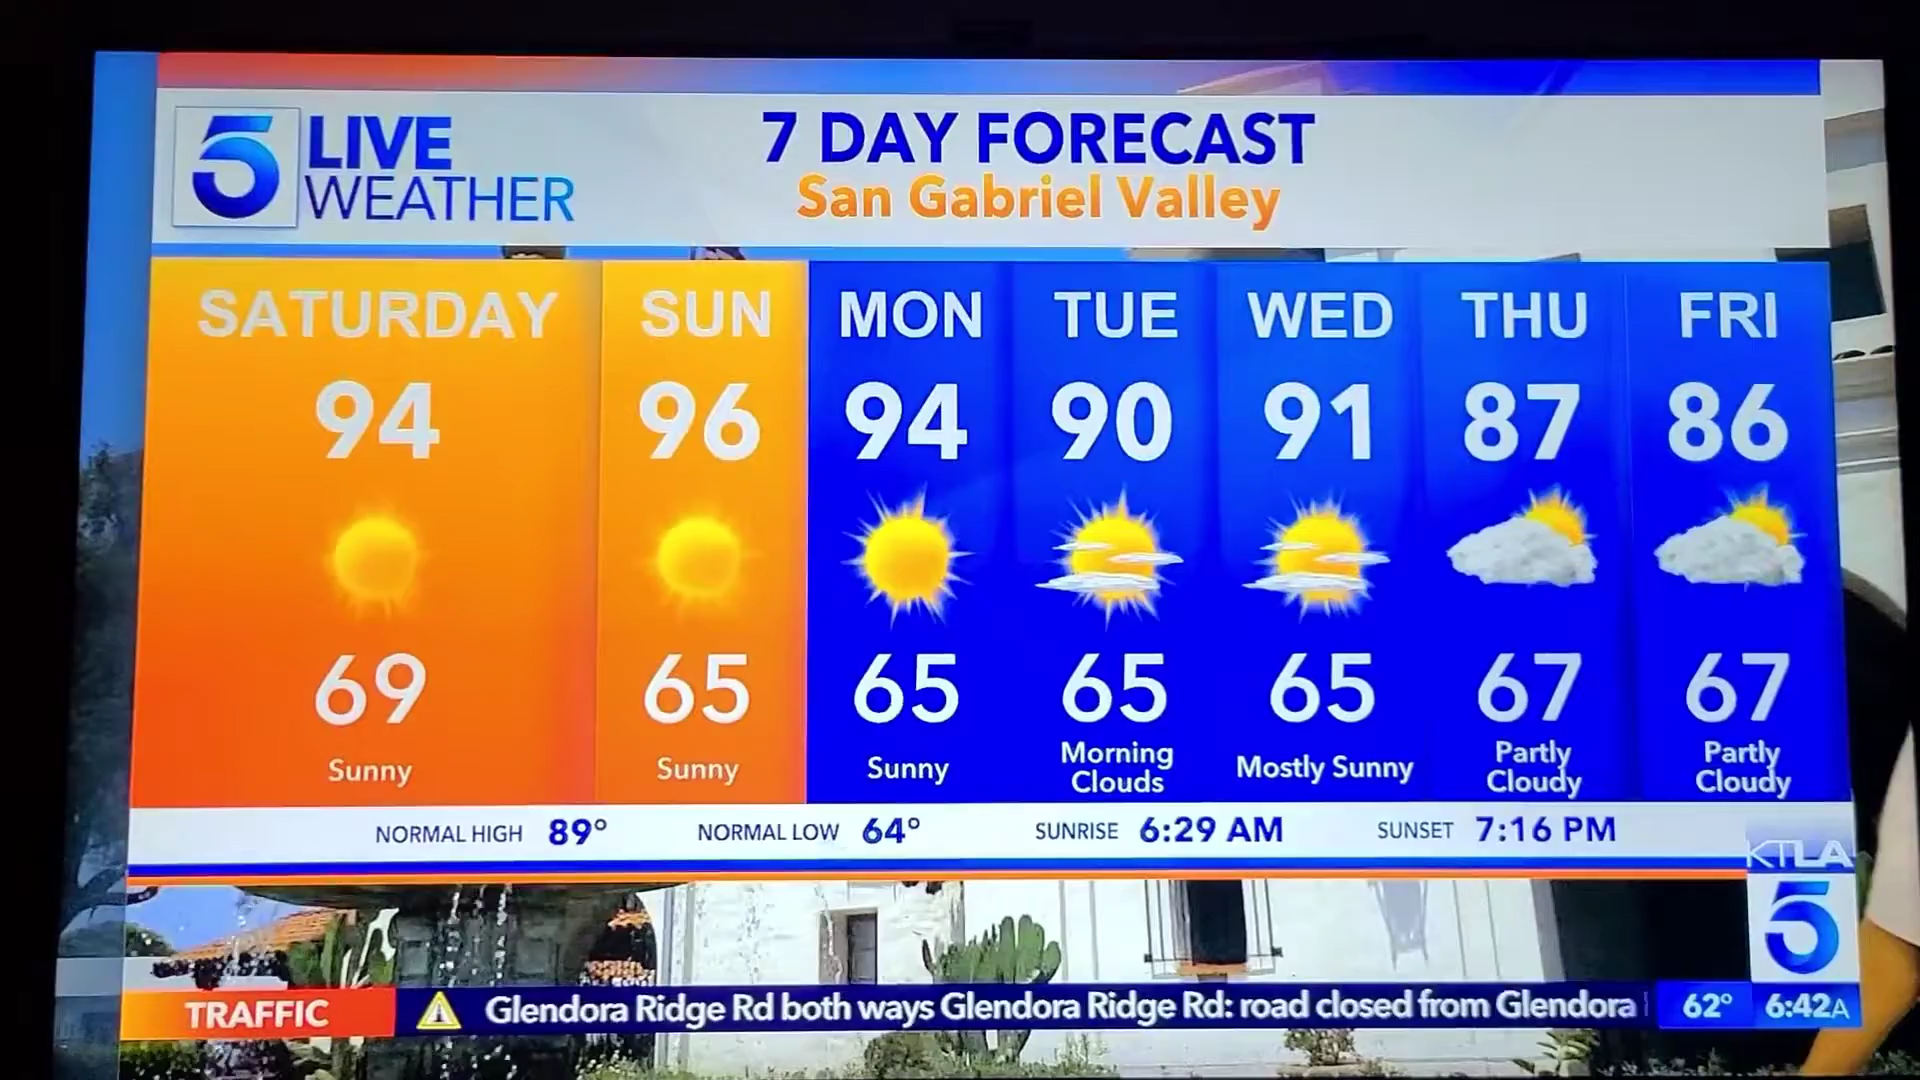 5 LIVE
WEATHER
7 DAY FORECAST
San Gabriel Valley
SATURDAY
94
69
Sunny
SUN
96
65
Sunny
MON
94
65
Sunny
TUE
90
65
Morning
Clouds
WED
91
65
Mostly Sunny
THU
87
67
Partly
Cloudy
FRI
86
67
Partly
Cloudy
NORMAL HIGH 89° NORMAL LOW 64° SUNRISE 6:29 AM SUNSET 7:16 PM
KTLA
5
TRAFFIC Glendora Ridge Rd both ways Glendora Ridge Rd: road closed from Glendora 62° 6:42A